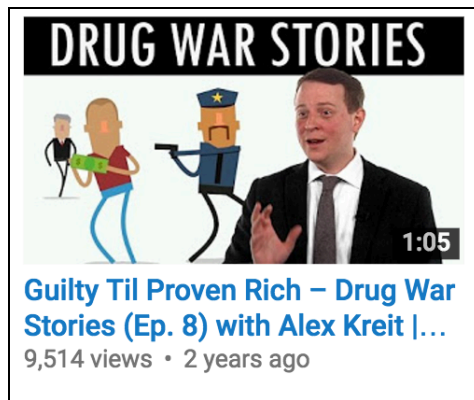 DRUG WAR STORIES
1:05
Guilty Til Proven Rich – Drug War
Stories (Ep. 8) with Alex Kreit |...
9,514 views • 2 years ago